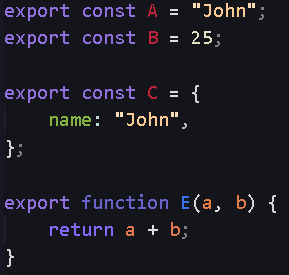 export const A = "John";
export const B = 25;

export const C = {
    name: "John",
};

export function E(a, b) {
    return a + b;
}